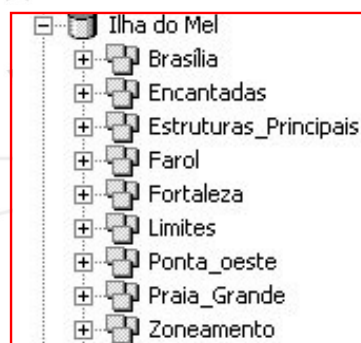 Ilha do Mel
Brasília
Encantadas
Estruturas_Principais
Farol
Fortaleza
Limites
Ponta_oeste
Praia_Grande
Zoneamento